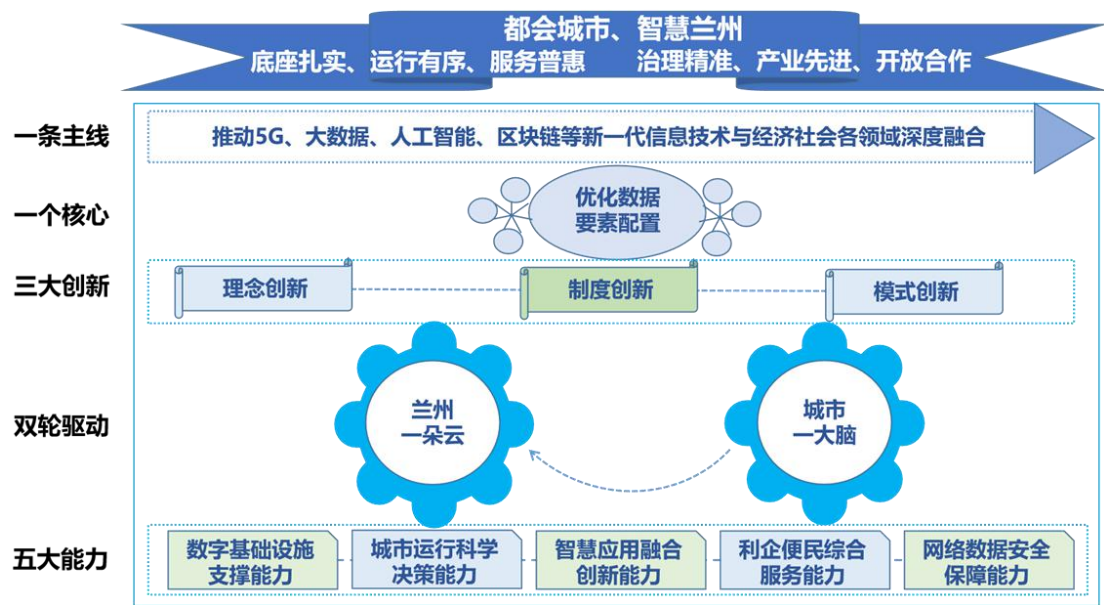 都会城市、智慧兰州
底座扎实、运行有序、服务普惠 治理精准、产业先进、开放合作
一条主线
推动5G、大数据、人工智能、区块链等新一代信息技术与经济社会各领域深度融合
一个核心
优化数据
要素配置
三大创新
理念创新
制度创新
模式创新
双轮驱动
兰州
一朵云
城市
一大脑
五大能力
数字基础设施
支撑能力
城市运行科学
决策能力
智慧应用融合
创新能力
利企便民综合
服务能力
网络数据安全
保障能力